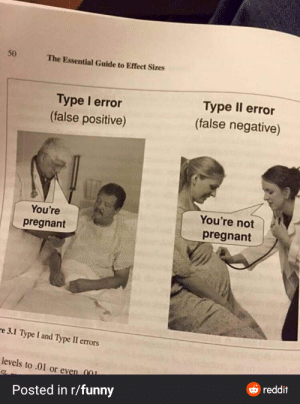 50
The Essential Guide to Effect Sizes
Type I error
(false positive)
Type II error
(false negative)
You're
pregnant
You're not
pregnant
3.1 Type I and Type II errors
levels to .01 or even .001
Posted in r/funny
reddit